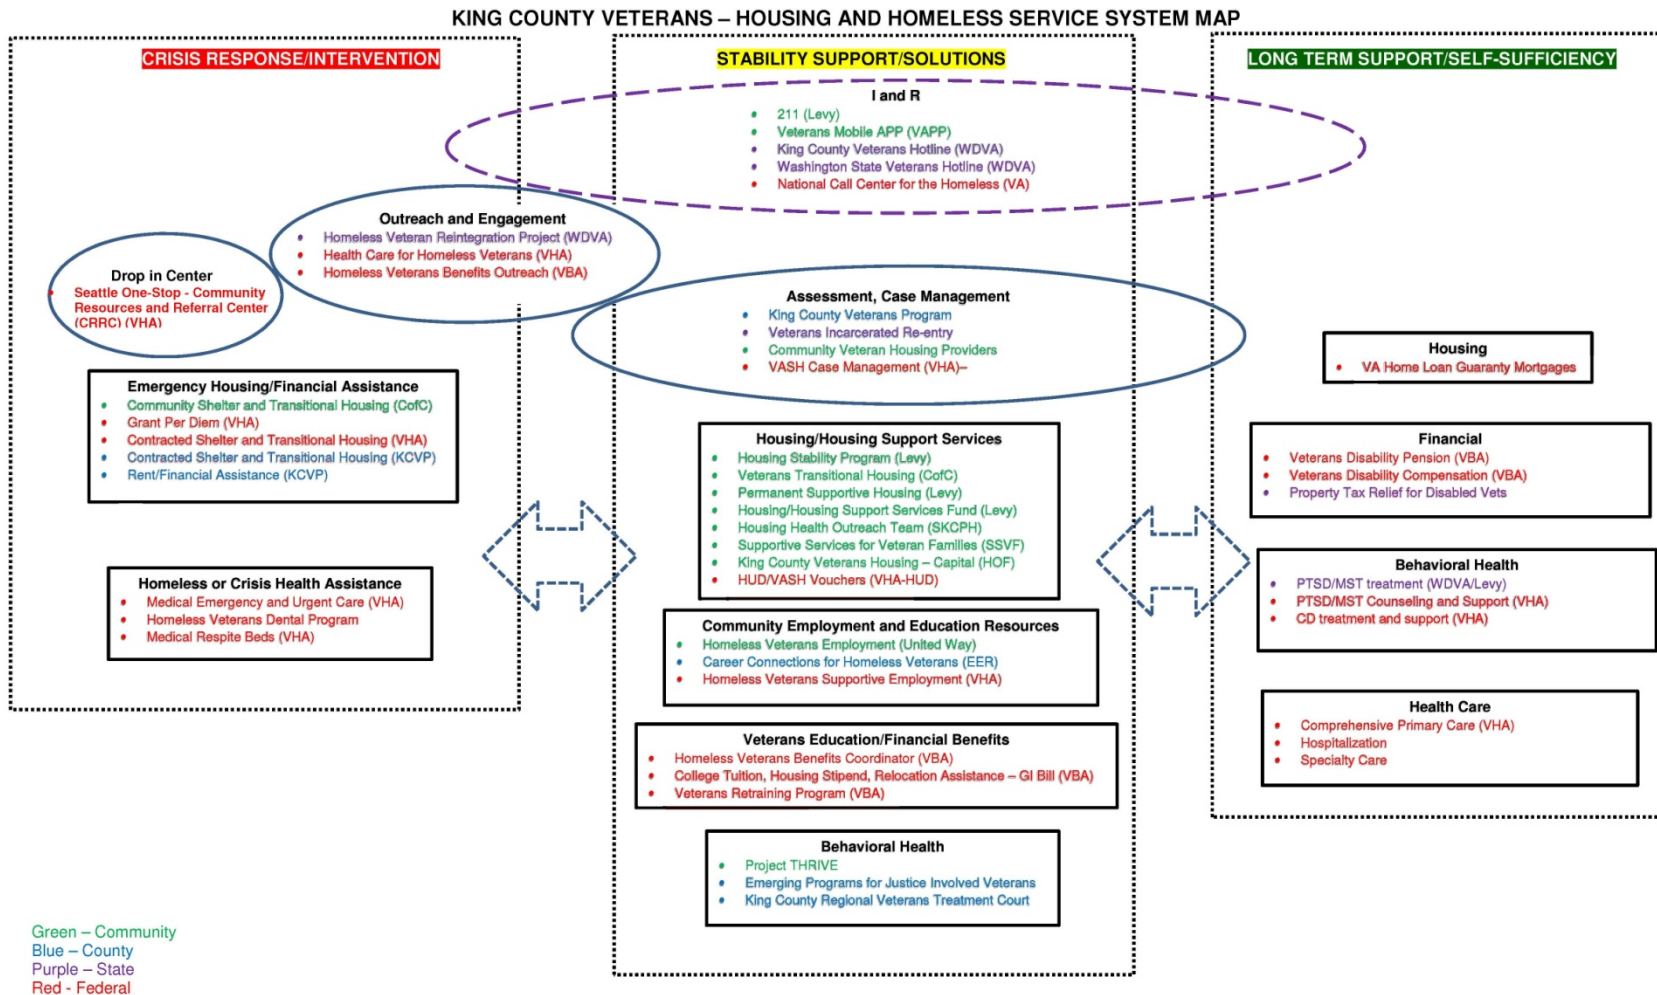 KING COUNTY VETERANS – HOUSING AND HOMELESS SERVICE SYSTEM MAP
CRISIS RESPONSE/INTERVENTION
Outreach and Engagement
• Homeless Veteran Reintegration Project (WDVA)
• Health Care for Homeless Veterans (VHA)
• Homeless Veterans Benefits Outreach (VBA)
Drop in Center
• Seattle One-Stop - Community
Resources and Referral Center
(CRRC) (VHA)
Emergency Housing/Financial Assistance
• Community Shelter and Transitional Housing (CofC)
• Grant Per Diem (VHA)
• Contracted Shelter and Transitional Housing (VHA)
• Contracted Shelter and Transitional Housing (KCVP)
• Rent/Financial Assistance (KCVP)
Homeless or Crisis Health Assistance
• Medical Emergency and Urgent Care (VHA)
• Homeless Veterans Dental Program
• Medical Respite Beds (VHA)
STABILITY SUPPORT/SOLUTIONS
I and R
• 211 (Levy)
• Veterans Mobile APP (VAPP)
• King County Veterans Hotline (WDVA)
• Washington State Veterans Hotline (WDVA)
• National Call Center for the Homeless (VA)
Assessment, Case Management
• King County Veterans Program
• Veterans Incarcerated Re-entry
• Community Veteran Housing Providers
• VASH Case Management (VHA)–
Housing/Housing Support Services
• Housing Stability Program (Levy)
• Veterans Transitional Housing (CofC)
• Permanent Supportive Housing (Levy)
• Housing/Housing Support Services Fund (Levy)
• Housing Health Outreach Team (SKCPH)
• Supportive Services for Veteran Families (SSVF)
• King County Veterans Housing – Capital (HOF)
• HUD/VASH Vouchers (VHA-HUD)
Community Employment and Education Resources
• Homeless Veterans Employment (United Way)
• Career Connections for Homeless Veterans (EER)
• Homeless Veterans Supportive Employment (VHA)
Veterans Education/Financial Benefits
• Homeless Veterans Benefits Coordinator (VBA)
• College Tuition, Housing Stipend, Relocation Assistance – GI Bill (VBA)
• Veterans Retraining Program (VBA)
Behavioral Health
• Project THRIVE
• Emerging Programs for Justice Involved Veterans
• King County Regional Veterans Treatment Court
LONG TERM SUPPORT/SELF-SUFFICIENCY
Housing
• VA Home Loan Guaranty Mortgages
Financial
• Veterans Disability Pension (VBA)
• Veterans Disability Compensation (VBA)
• Property Tax Relief for Disabled Vets
Behavioral Health
• PTSD/MST treatment (WDVA/Levy)
• PTSD/MST Counseling and Support (VHA)
• CD treatment and support (VHA)
Health Care
• Comprehensive Primary Care (VHA)
• Hospitalization
• Specialty Care
Green – Community
Blue – County
Purple – State
Red - Federal